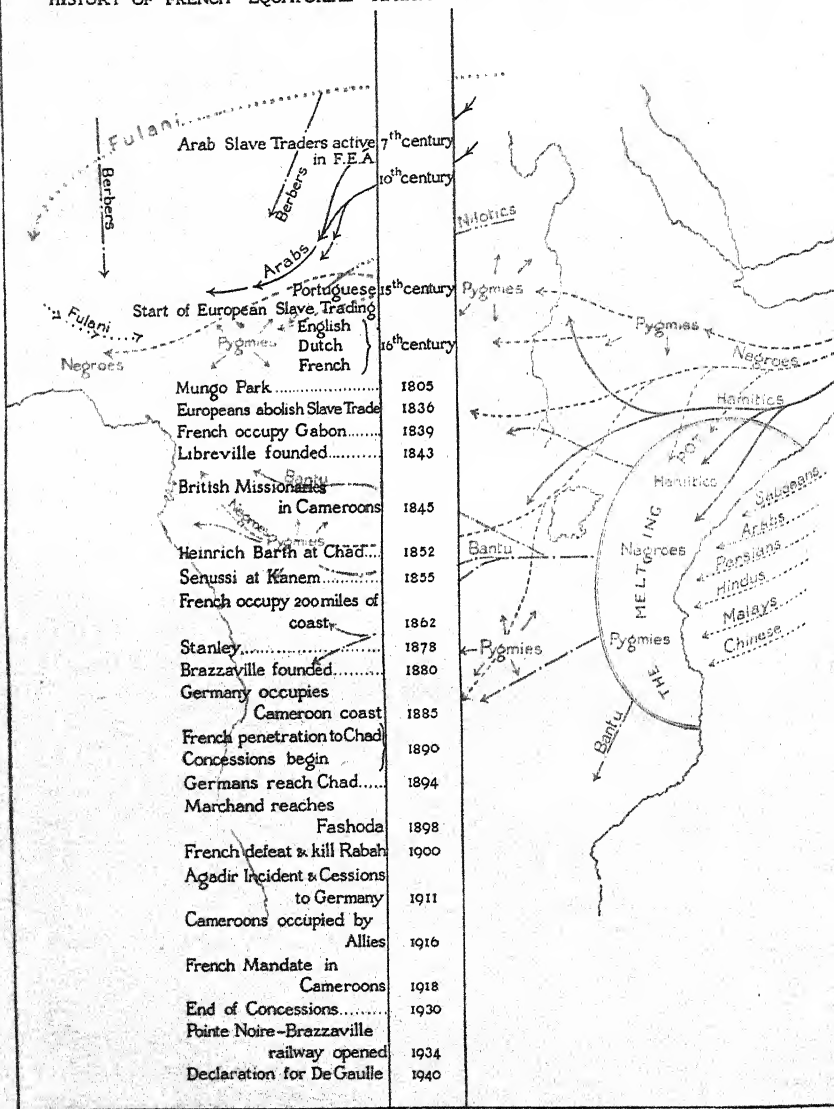 HISTORY OF FRENCH EQUATORIAL
Fulani
Berbers
Berbers
Arab Slave Traders active 7th century
in F.E.A.
10th century
Nilotics
Arabs
Portuguese 15th century
Pygmies
Start of European Slave Trading
Fulani
Pygmies
Negroes
English
Dutch } 16th century
French
Pygmies
Negroes
Hamitics
Mungo Park.................... 1805
Europeans abolish Slave Trade 1836
French occupy Gabon....... 1839
Libreville founded............ 1843
Bantu
British Missionaries
in Cameroons 1845
Negroes
Pygmies
Heinrich Barth at Chad.... 1852
Senussi at Kanem............ 1855
French occupy 200 miles of
coast 1862
Stanley........................... 1878
Brazzaville founded.......... 1880
Germany occupies
Cameroon coast 1885
French penetration to Chad
Concessions begin } 1890
Germans reach Chad...... 1894
Marchand reaches
Fashoda 1898
French defeat & kill Rabah 1900
Agadir Incident & Cessions
to Germany 1911
Cameroons occupied by
Allies 1916
French Mandate in
Cameroons 1918
End of Concessions......... 1930
Pointe Noire-Brazzaville
railway opened 1934
Declaration for De Gaulle 1940
THE MELTING POT
Hamitics
Negroes
Pygmies
Bantu
Pygmies
Bantu
Sabaeans
Arabs
Persians
Hindus
Malays
Chinese